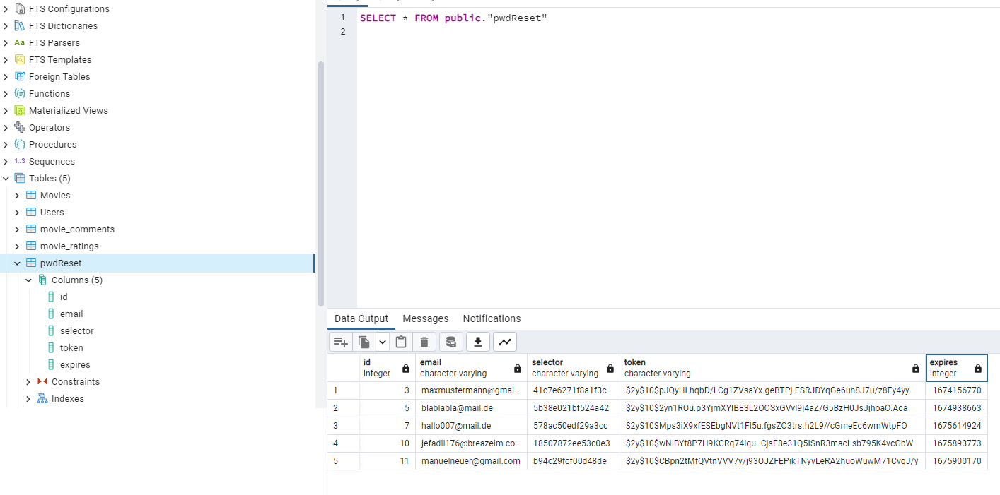 FTS Configurations
FTS Dictionaries
Aa FTS Parsers
FTS Templates
Foreign Tables
Functions
Materialized Views
Operators
Procedures
1..3 Sequences
Tables (5)
Movies
Users
movie_comments
movie_ratings
pwdReset
Columns (5)
id
email
selector
token
expires
Constraints
Indexes
1 SELECT * FROM public."pwdReset"
2
Data Output Messages Notifications
id email selector token expires
integer character varying character varying character varying integer
1 3 maxmustermann@gmai... 41c7e6271f8a1f3c $2y$10$pJQyHLhqbD/LCg1ZVsaYx.geBTPj.ESRJDYqGe6uh8J7u/z8Ey4yy 1674156770
2 5 blablabla@mail.de 5b38e021bf524a42 $2y$10$2yn1ROu.p3YjmXYIBE3L2OOSxGVvl9j4aZ/G5BzH0JsJjhoaO.Aca 1674938663
3 7 hallo007@mail.de 578ac50edf29a3cc $2y$10$Mps3iX9xfESEbgNVt1Fl5u.fgsZO3trs.h2L9//cGmeEc6wmWtpFO 1675614924
4 10 jefadil176@breazeim.co... 18507872ee53c0e3 $2y$10$wNlBYt8P7H9KCRq74Iqu..CjsE8e31Q5ISnR3macLsb795K4vcGbW 1675893773
5 11 manuelneuer@gmail.com b94c29fcf00d48de $2y$10$CBpn2tMfQVtnVVV7y/j93OJZFEPikTNyvLeRA2huoWuwM71CvqJ/y 1675900170